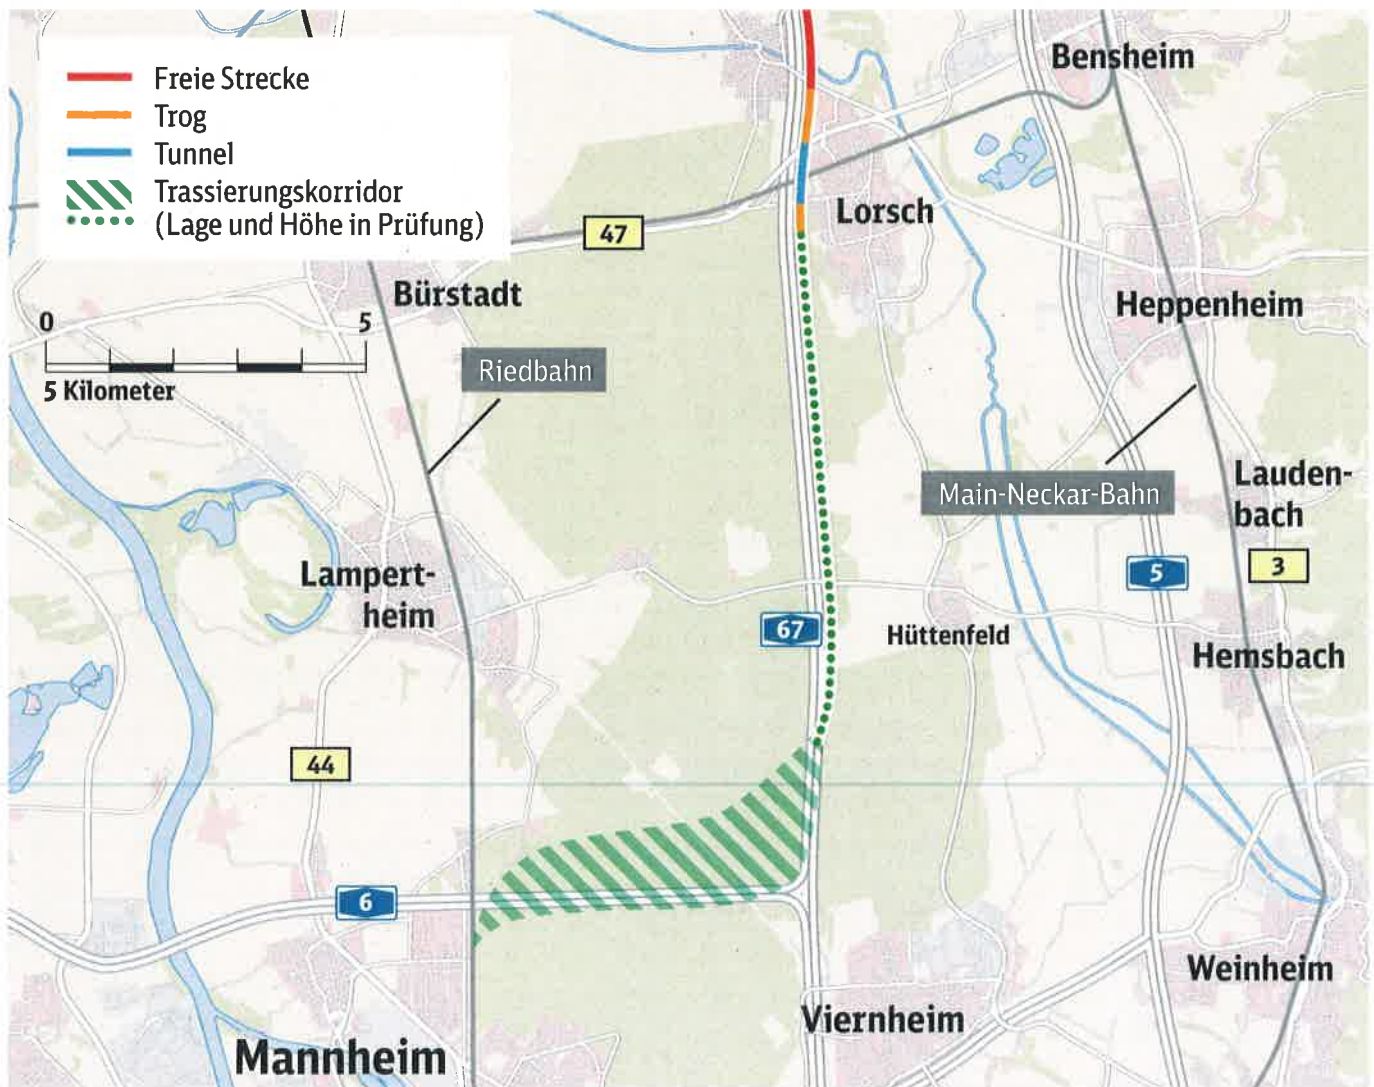 Freie Strecke
Trog
Tunnel
Trassierungskorridor
(Lage und Höhe in Prüfung)
Bensheim
Lorsch
47
Bürstadt
Heppenheim
0 5
5 Kilometer
Riedbahn
Main-Neckar-Bahn
Lauden-
bach
5
3
Lampert-
heim
67
Hüttenfeld
Hemsbach
44
6
Weinheim
Viernheim
Mannheim